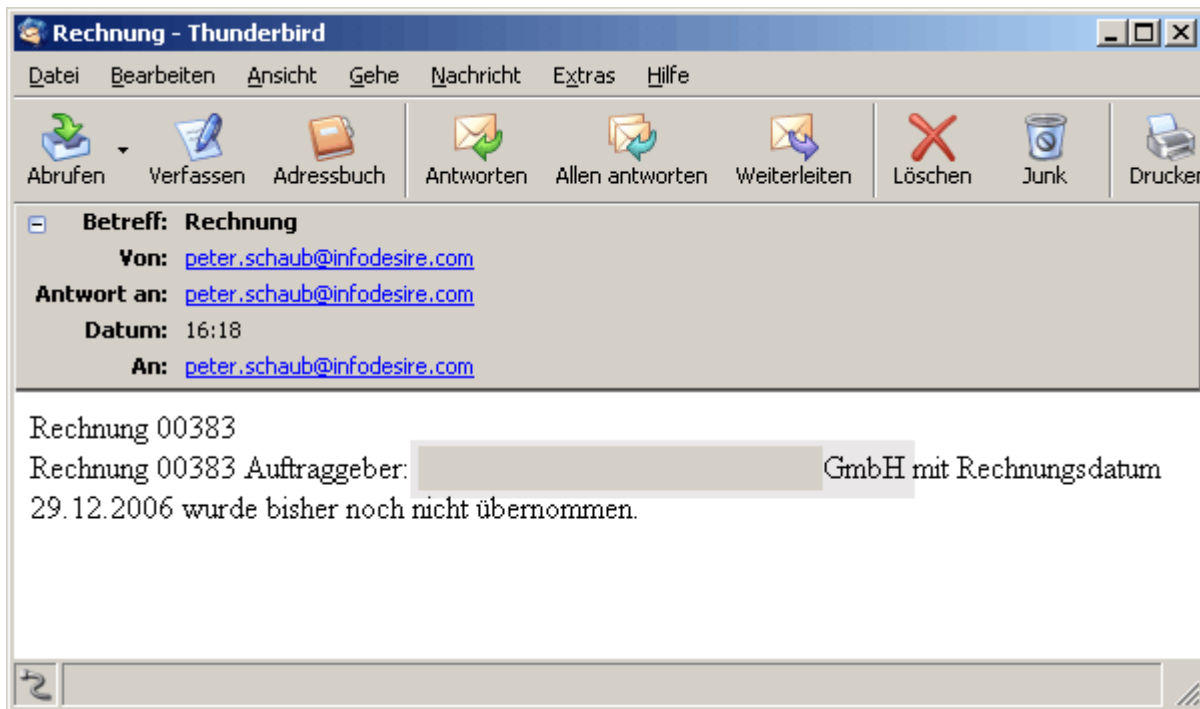 Rechnung - Thunderbird
Datei Bearbeiten Ansicht Gehe Nachricht Extras Hilfe
Abrufen Verfassen Adressbuch Antworten Allen antworten Weiterleiten Löschen Junk Drucken
Betreff: Rechnung
Von: peter.schaub@infodesire.com
Antwort an: peter.schaub@infodesire.com
Datum: 16:18
An: peter.schaub@infodesire.com
Rechnung 00383
Rechnung 00383 Auftraggeber: GmbH mit Rechnungsdatum
29.12.2006 wurde bisher noch nicht übernommen.